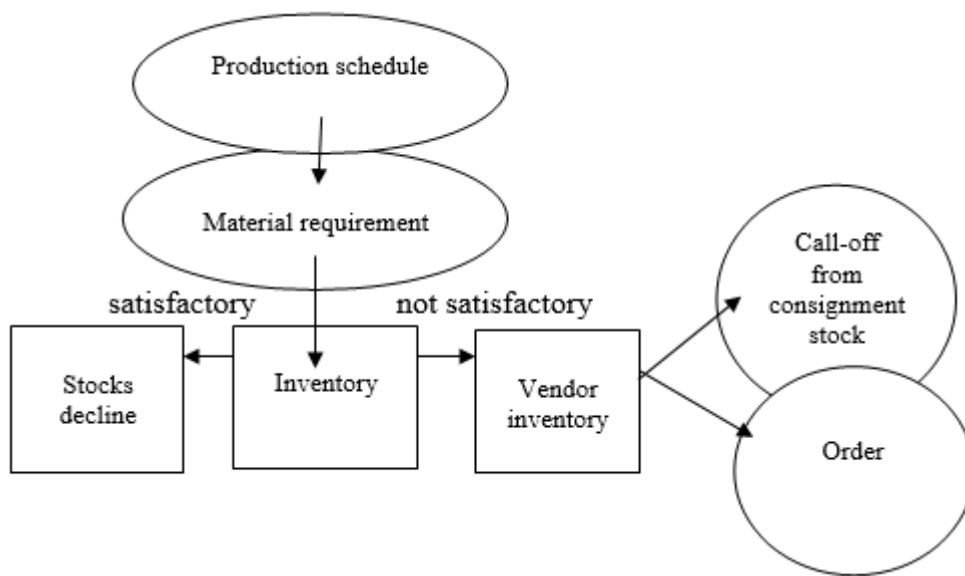 Production schedule
Material requirement
satisfactory
not satisfactory
Stocks
decline
Inventory
Vendor
inventory
Call-off
from
consignment
stock
Order